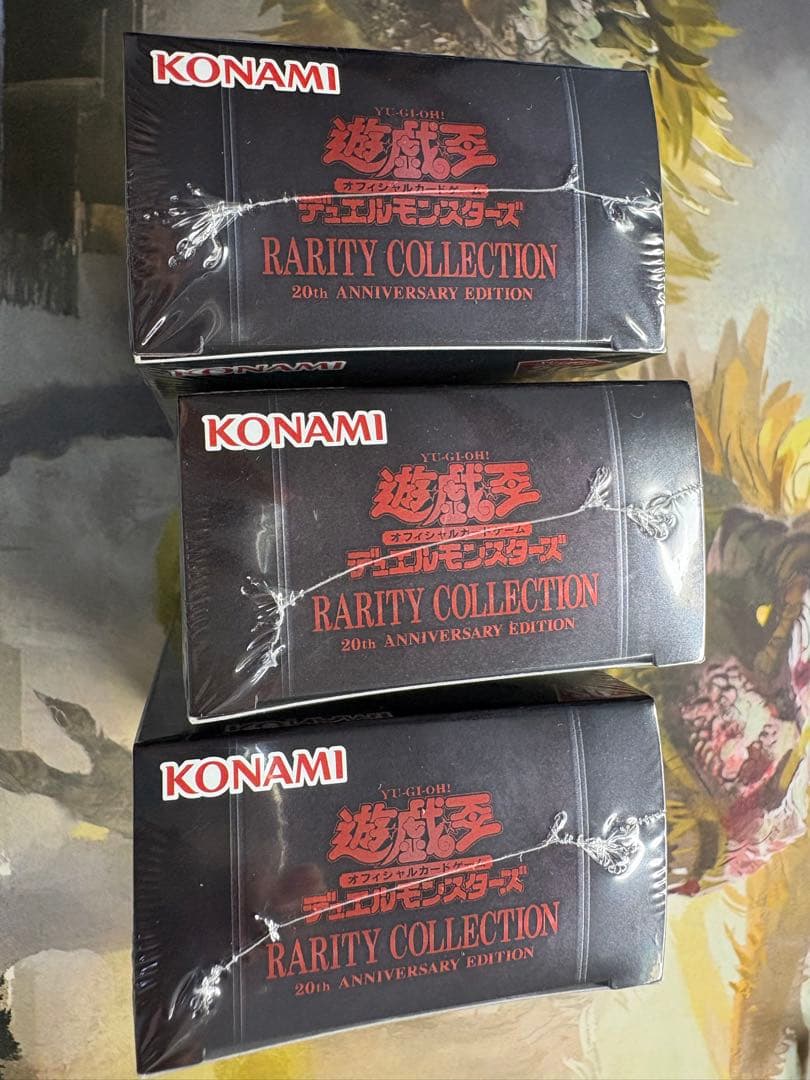 KONAMI
YU-GI-OH!
遊戯王
オフィシャルカードゲーム
デュエルモンスターズ
RARITY COLLECTION
20th ANNIVERSARY EDITION
KONAMI
KONAMI
YU-GI-OH!
遊戯王
オフィシャルカードゲーム
デュエルモンスターズ
RARITY COLLECTION
20th ANNIVERSARY EDITION
KONAMI
YU-GI-OH!
遊戯王
オフィシャルカードゲーム
デュエルモンスターズ
RARITY COLLECTION
20th ANNIVERSARY EDITION